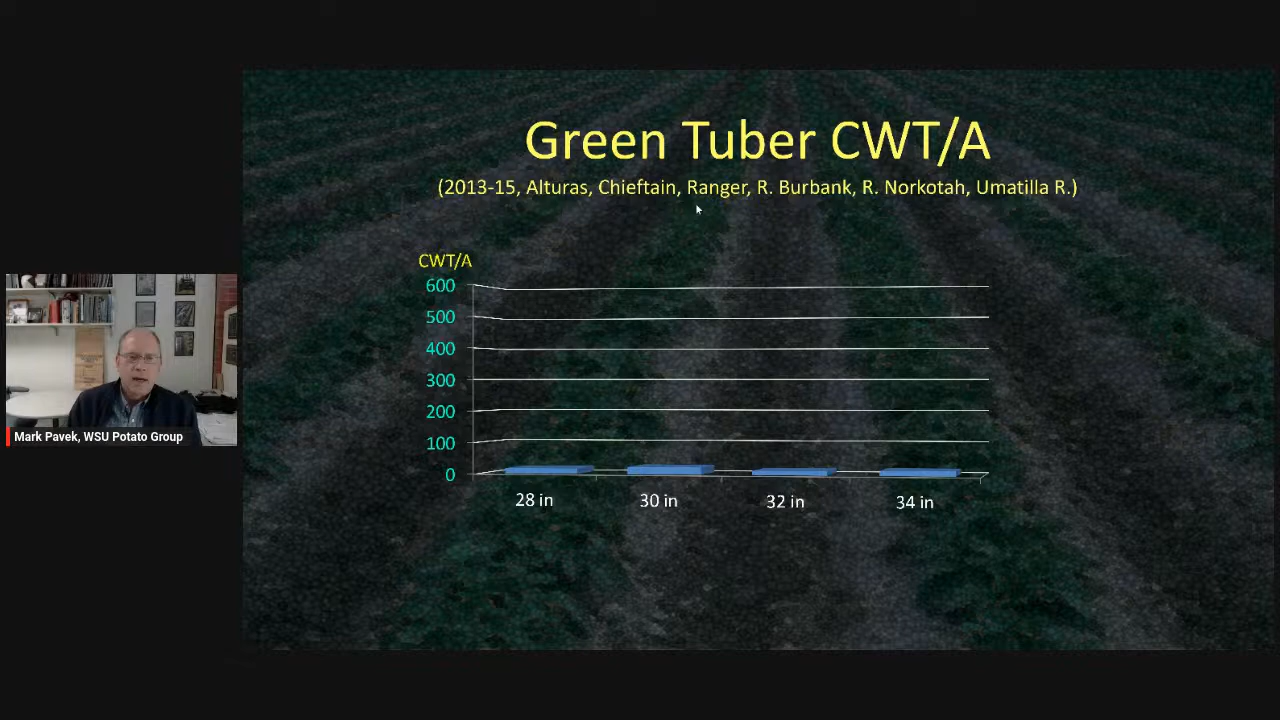 Green Tuber CWT/A
(2013-15, Alturas, Chieftain, Ranger, R. Burbank, R. Norkotah, Umatilla R.)
CWT/A
600
500
400
300
200
100
0
28 in
30 in
32 in
34 in
Mark Pavek, WSU Potato Group